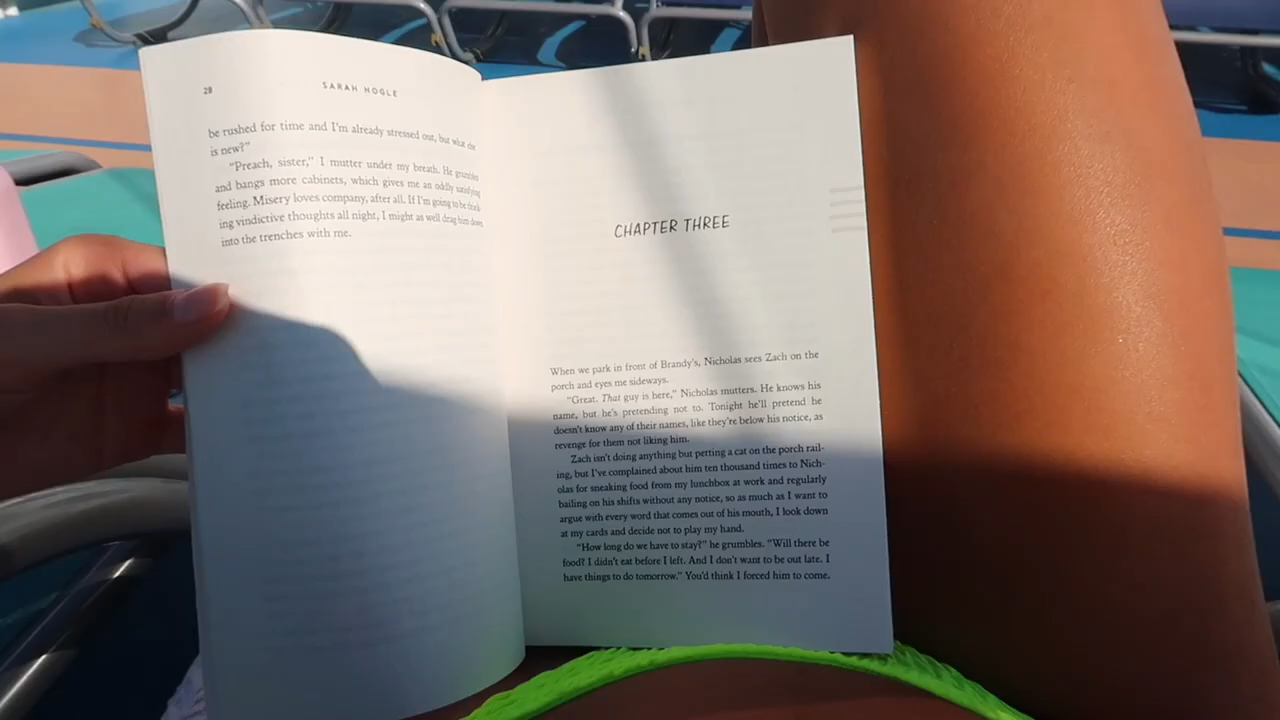 28
SARAH HOGLE
be rushed for time and I'm already stressed out, but what else
is new?"
"Preach, sister," I mutter under my breath. He grumbles
and bangs more cabinets, which gives me an oddly satisfying
feeling. Misery loves company, after all. If I'm going to be think-
ing vindictive thoughts all night, I might as well drag him down
into the trenches with me.
CHAPTER THREE
When we park in front of Brandy's, Nicholas sees Zach on the
porch and eyes me sideways.
"Great. That guy is here," Nicholas mutters. He knows his
name, but he's pretending not to. Tonight he'll pretend he
doesn't know any of their names, like they're below his notice, as
revenge for them not liking him.
Zach isn't doing anything but petting a cat on the porch rail-
ing, but I've complained about him ten thousand times to Nich-
olas for sneaking food from my lunchbox at work and regularly
bailing on his shifts without any notice, so as much as I want to
argue with every word that comes out of his mouth, I look down
at my cards and decide not to play my hand.
"How long do we have to stay?" he grumbles. "Will there be
food? I didn't eat before I left. And I don't want to be out late. I
have things to do tomorrow." You'd think I forced him to come.